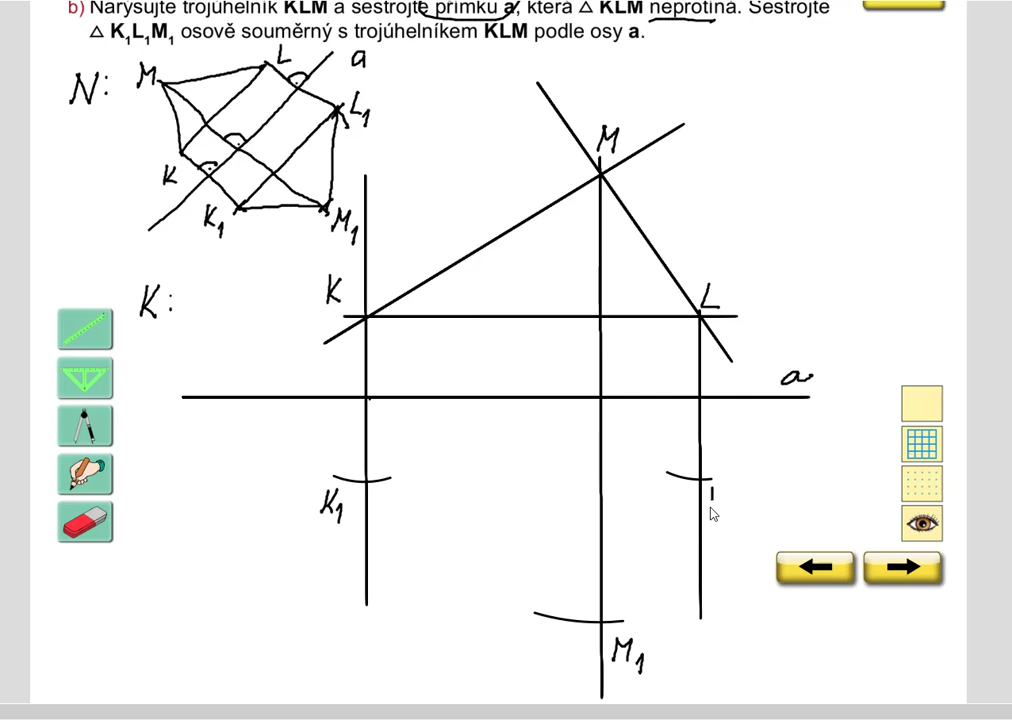 b) Narýsujte trojúhelník KLM a sestrojte přímku a, která △ KLM neprotíná. Sestrojte
△ K₁L₁M₁ osově souměrný s trojúhelníkem KLM podle osy a.
N:
M
L
a
L₁
K
K₁
M₁
M
K:
K
L
a
K₁
M₁